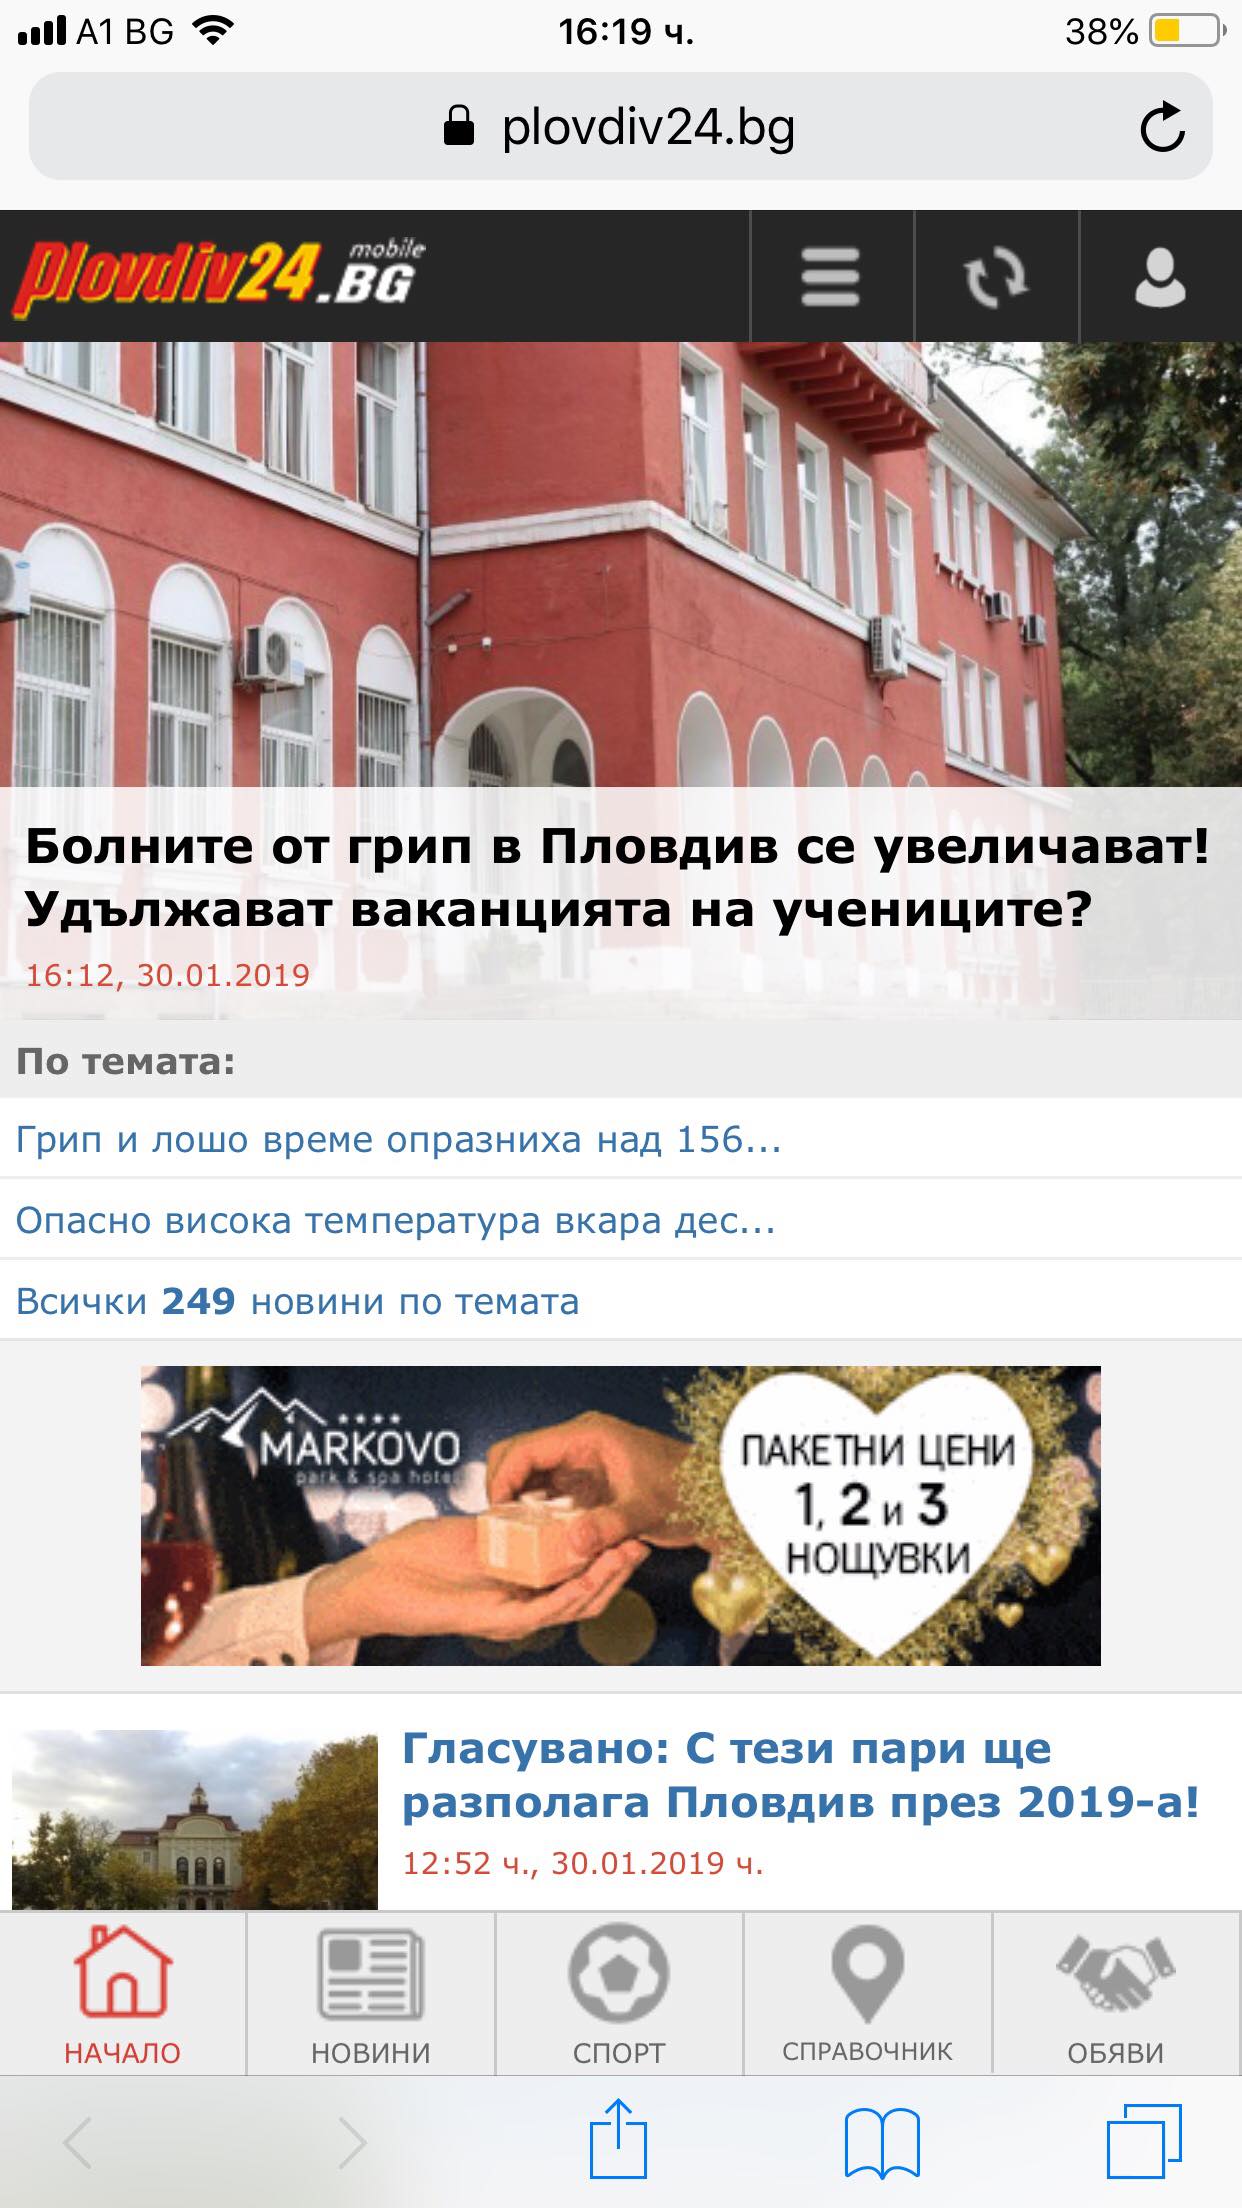 A1 BG 16:19 ч. 38%
plovdiv24.bg
plovdiv24.BG mobile
Болните от грип в Пловдив се увеличават!
Удължават ваканцията на учениците?
16:12, 30.01.2019
По темата:
Грип и лошо време опразниха над 156...
Опасно висока температура вкара дес...
Всички 249 новини по темата
MARKOVO
park & spa hotel
ПАКЕТНИ ЦЕНИ
1, 2 и 3
НОЩУВКИ
Гласувано: С тези пари ще
разполага Пловдив през 2019-а!
12:52 ч., 30.01.2019 ч.
НАЧАЛО НОВИНИ СПОРТ СПРАВОЧНИК ОБЯВИ